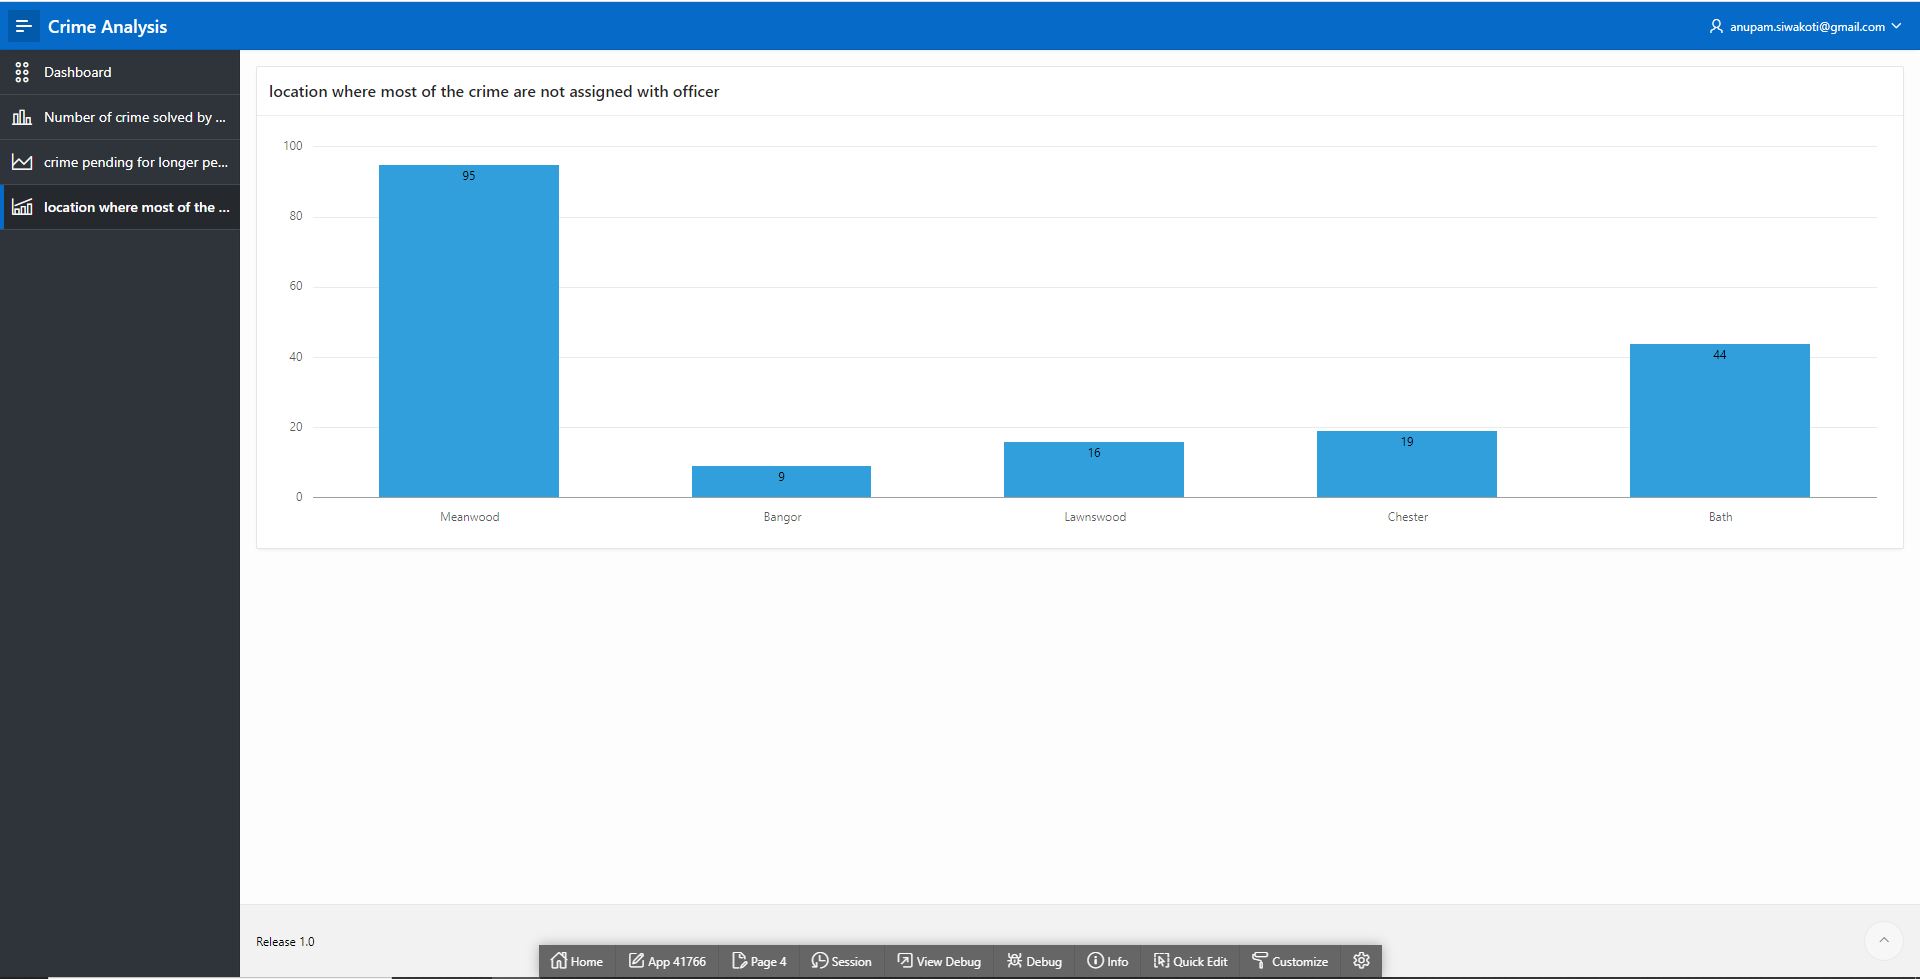 Crime Analysis
anupam.siwakoti@gmail.com
Dashboard
Number of crime solved by ...
crime pending for longer pe...
location where most of the ...
location where most of the crime are not assigned with officer
100
80
60
40
20
0
95
9
16
19
44
Meanwood
Bangor
Lawnswood
Chester
Bath
Release 1.0
Home
App 41766
Page 4
Session
View Debug
Debug
Info
Quick Edit
Customize